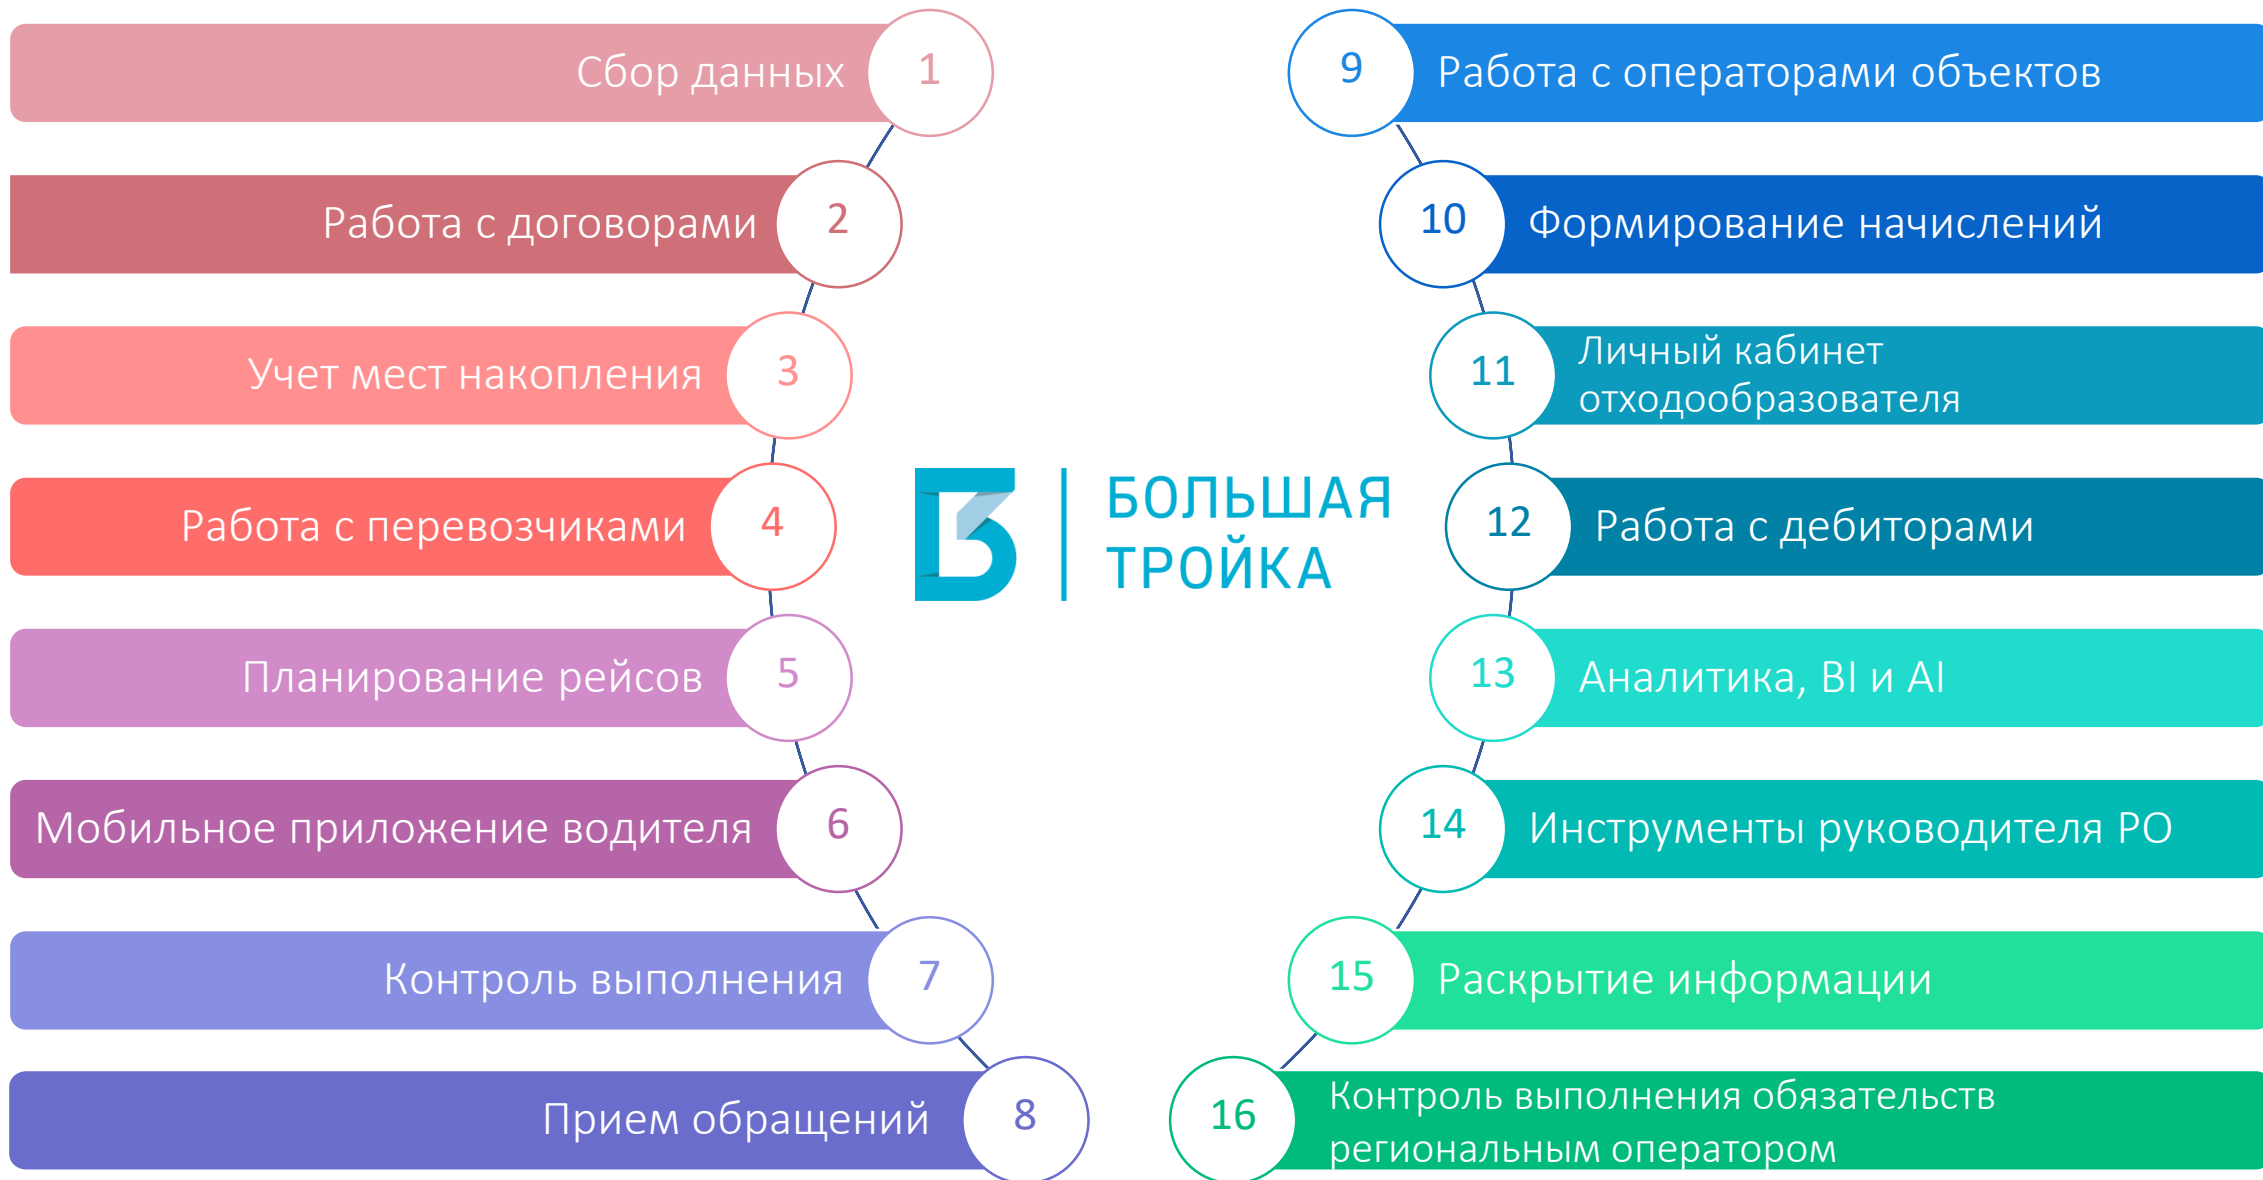 Сбор данных
1
Работа с договорами
2
Учет мест накопления
3
Работа с перевозчиками
4
Планирование рейсов
5
Мобильное приложение водителя
6
Контроль выполнения
7
Прием обращений
8
БОЛЬШАЯ
ТРОЙКА
9
Работа с операторами объектов
10
Формирование начислений
11
Личный кабинет
отходообразователя
12
Работа с дебиторами
13
Аналитика, BI и AI
14
Инструменты руководителя РО
15
Раскрытие информации
16
Контроль выполнения обязательств
региональным оператором